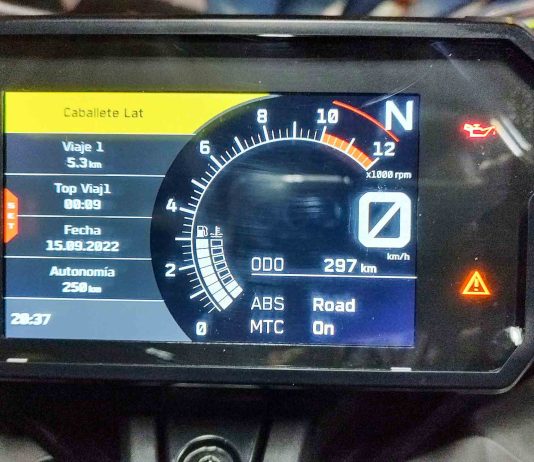 Caballete Lat
Viaje 1
5.3 km
Top Viaj1
00:09
Fecha
15.09.2022
Autonomía
250 km
20:37
SET
0
2
4
6
8
10
12
x1000 rpm
N
0
km/h
ODO 297 km
ABS Road
MTC On